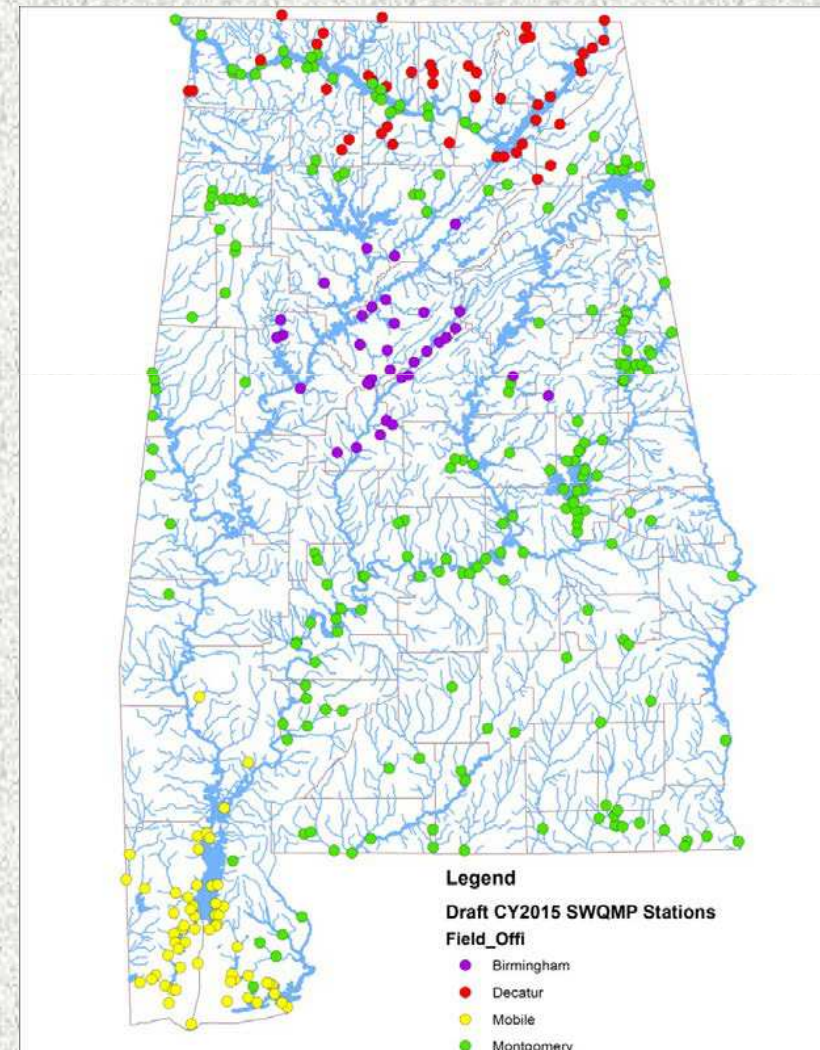 Legend
Draft CY2015 SWQMP Stations
Field_Offi
Birmingham
Decatur
Mobile
Montgomery